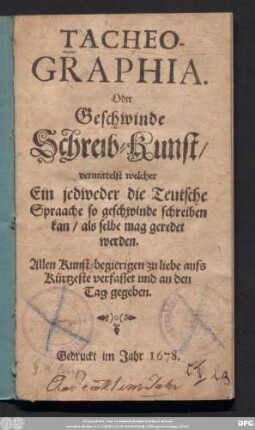 TACHEO-
GRAPHIA.
Oder
Geschwinde
Schreib-Kunst/
vermittelst welcher
Ein jedweder die Teutsche
Spraache so geschwinde schreiben
kan/ als selbe mag geredet
werden.
Allen Kunst/begierigen zu liebe aufs
Kürtzeste verfasset und an den
Tag gegeben.
Gedruckt im Jahr 1678.